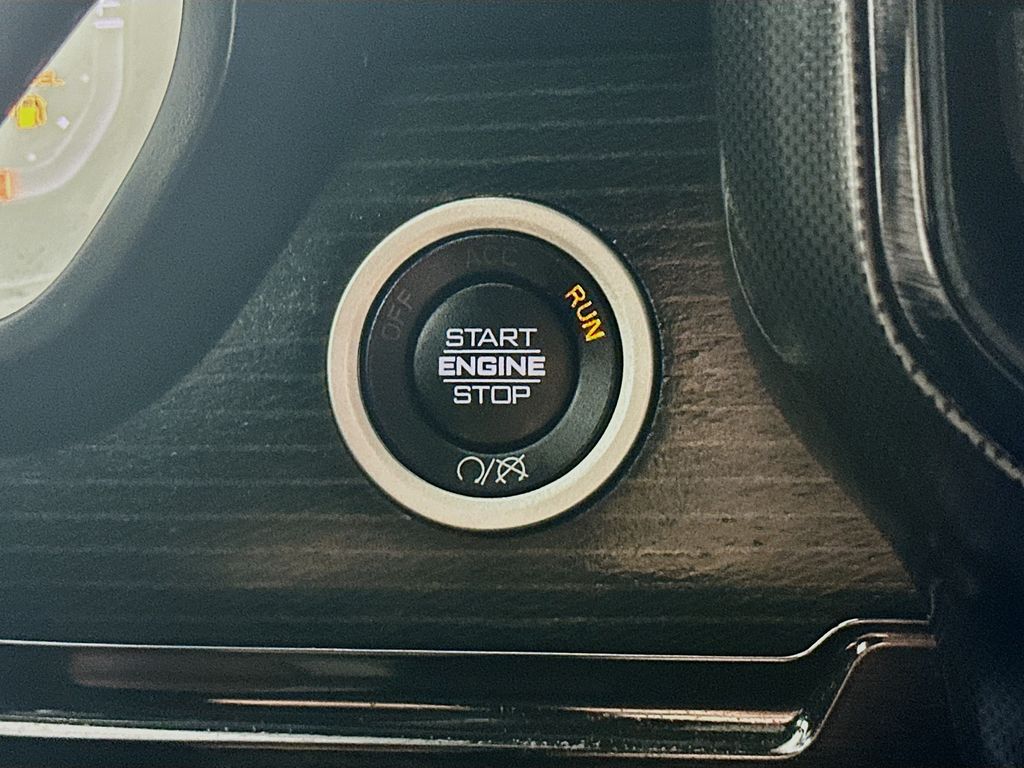 ACC
OFF
RUN
START
ENGINE
STOP